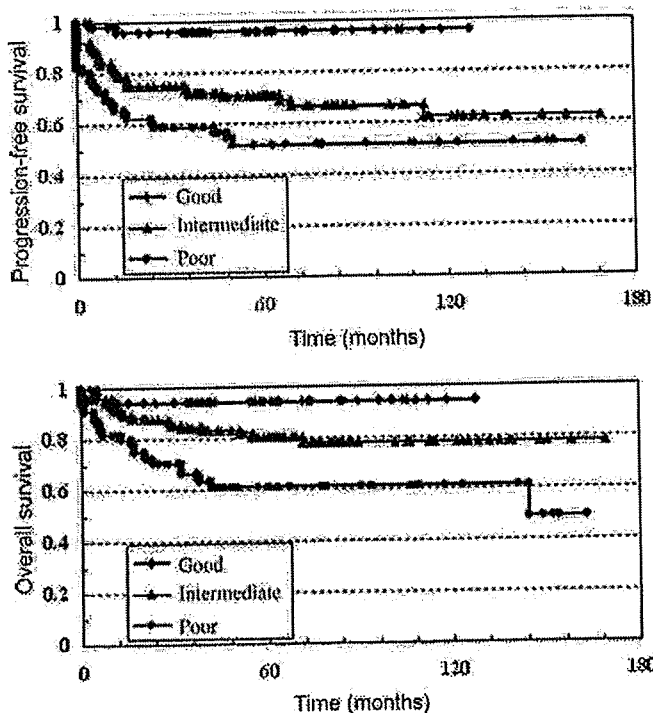 Progression-free survival
1
0.8
0.6
0.4
0.2
0
Good
Intermediate
Poor
0
60
120
180
Time (months)
Overall survival
1
0.8
0.6
0.4
0.2
0
Good
Intermediate
Poor
0
60
120
180
Time (months)